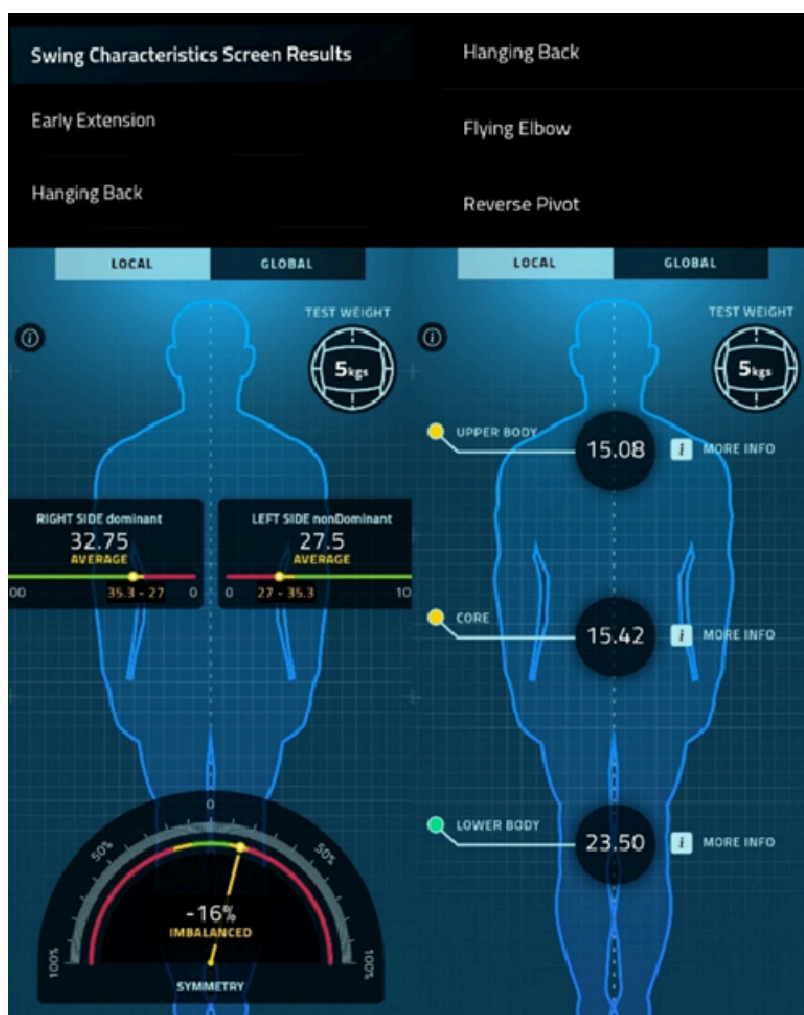 Swing Characteristics Screen Results
Early Extension
Hanging Back
Hanging Back
Flying Elbow
Reverse Pivot
LOCAL
GLOBAL
TEST WEIGHT
5kgs
RIGHT SIDE dominant
32.75
AVERAGE
35.3 - 27
00
0
LEFT SIDE nonDominant
27.5
AVERAGE
0
27 - 35.3
10
0
50%
50%
100%
100%
-16%
IMBALANCED
SYMMETRY
LOCAL
GLOBAL
TEST WEIGHT
5kgs
UPPER BODY
15.08
i MORE INFO
CORE
15.42
i MORE INFO
LOWER BODY
23.50
i MORE INFO